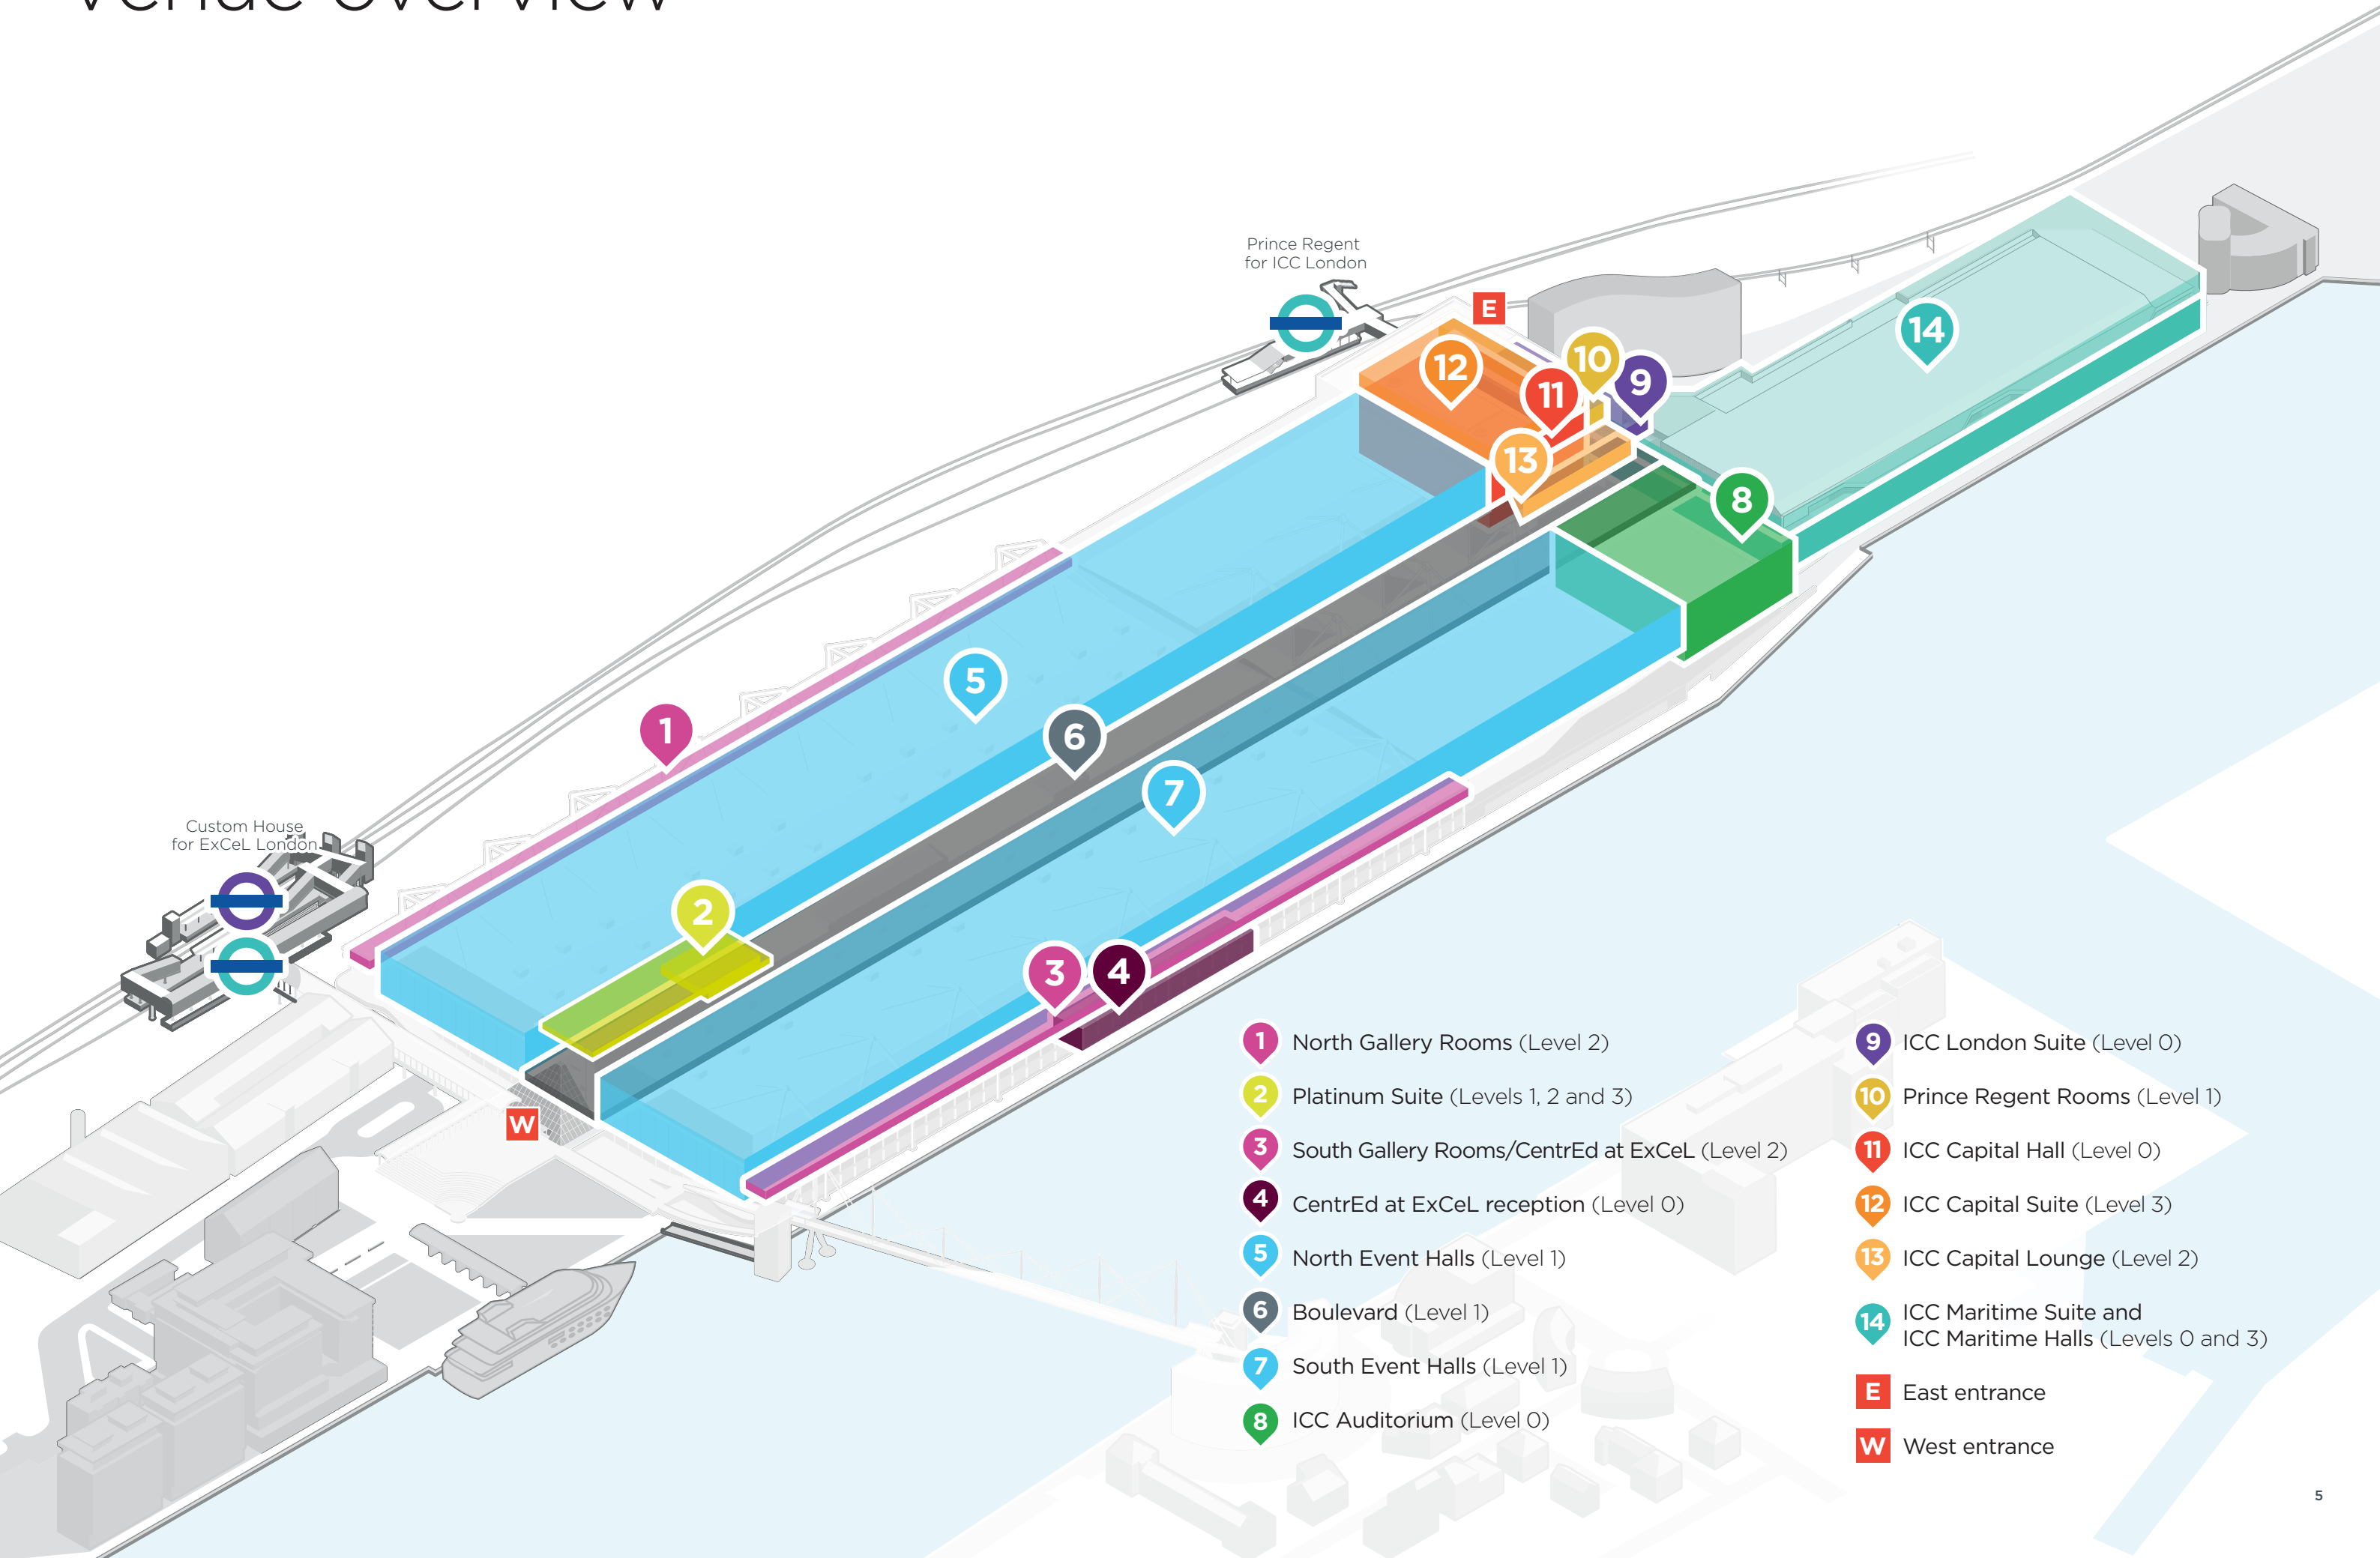 Venue overview
Prince Regent
for ICC London
E
14
10
12
9
11
13
8
5
1
6
7
Custom House
for ExCeL London
2
3
4
W
1 North Gallery Rooms (Level 2)
2 Platinum Suite (Levels 1, 2 and 3)
3 South Gallery Rooms/CentrEd at ExCeL (Level 2)
4 CentrEd at ExCeL reception (Level 0)
5 North Event Halls (Level 1)
6 Boulevard (Level 1)
7 South Event Halls (Level 1)
8 ICC Auditorium (Level 0)
9 ICC London Suite (Level 0)
10 Prince Regent Rooms (Level 1)
11 ICC Capital Hall (Level 0)
12 ICC Capital Suite (Level 3)
13 ICC Capital Lounge (Level 2)
14 ICC Maritime Suite and
ICC Maritime Halls (Levels 0 and 3)
E East entrance
W West entrance
5